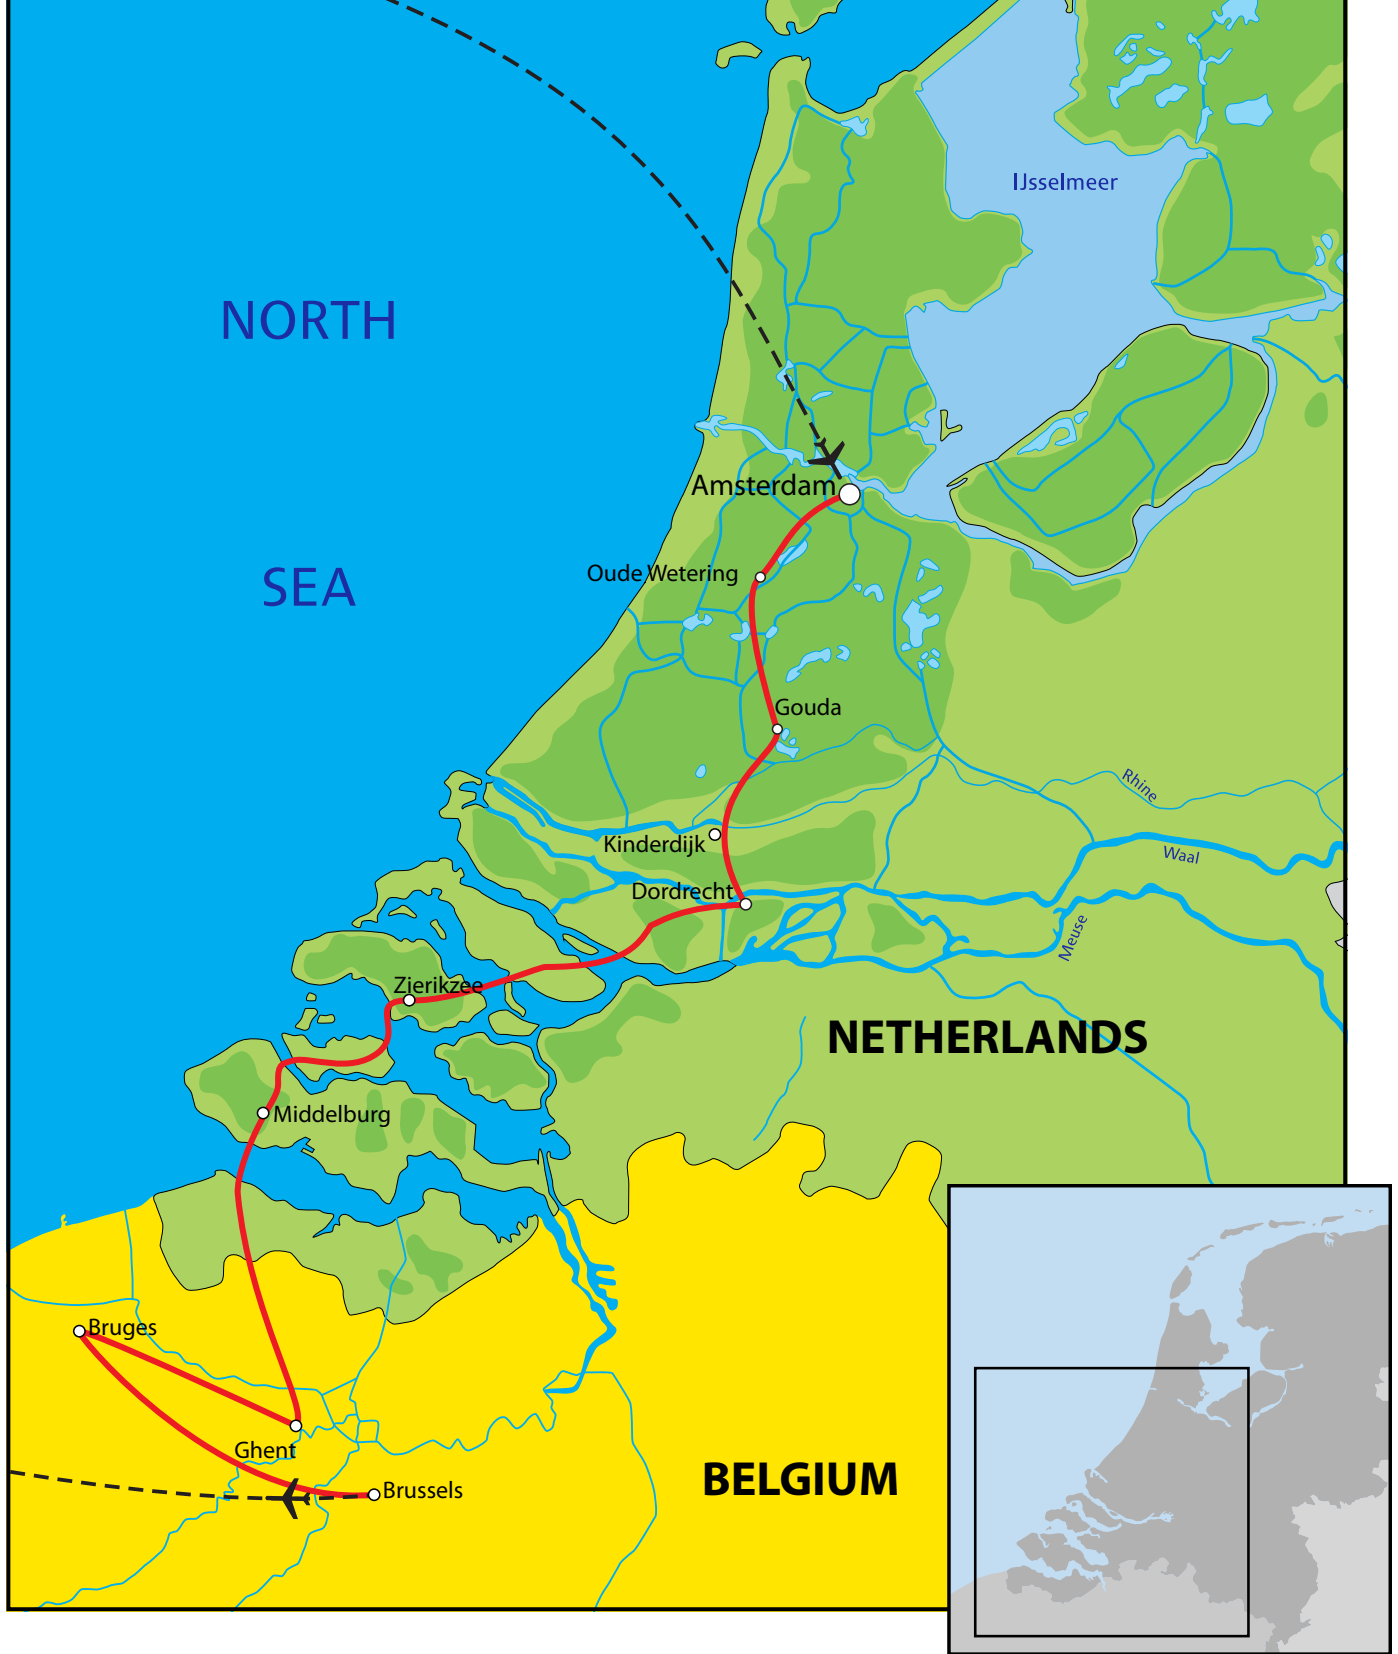 IJsselmeer
NORTH
Amsterdam
Oude Wetering
SEA
Gouda
Rhine
Kinderdijk
Waal
Dordrecht
Meuse
Zierikzee
NETHERLANDS
Middelburg
Bruges
Ghent
BELGIUM
Brussels